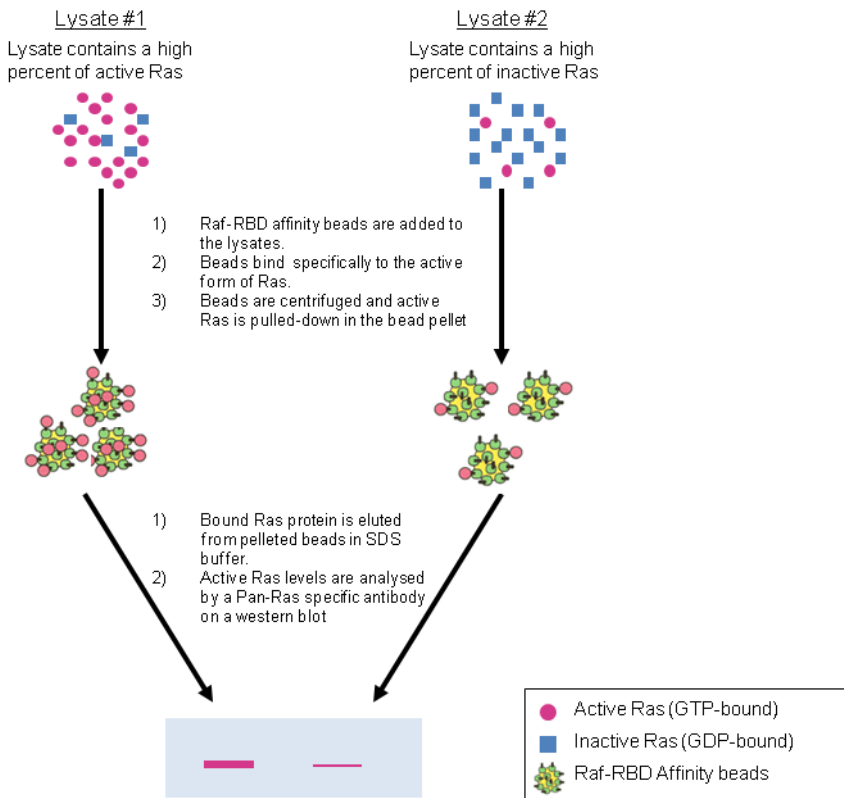 Lysate #1
Lysate contains a high
percent of active Ras
Lysate #2
Lysate contains a high
percent of inactive Ras
1) Raf-RBD affinity beads are added to
the lysates.
2) Beads bind specifically to the active
form of Ras.
3) Beads are centrifuged and active
Ras is pulled-down in the bead pellet
1) Bound Ras protein is eluted
from pelleted beads in SDS
buffer.
2) Active Ras levels are analysed
by a Pan-Ras specific antibody
on a western blot
Active Ras (GTP-bound)
Inactive Ras (GDP-bound)
Raf-RBD Affinity beads